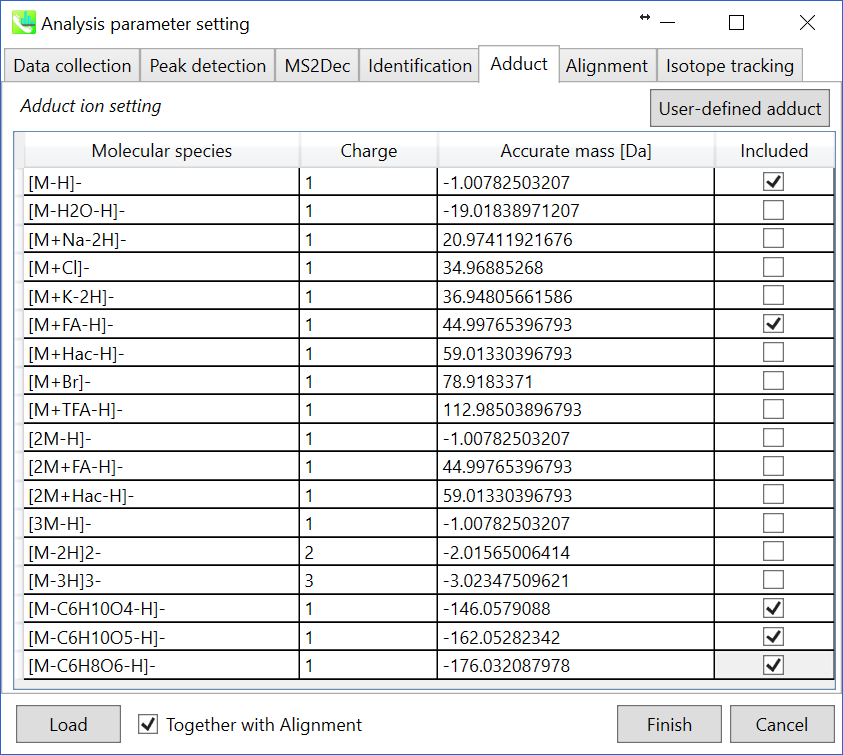 Analysis parameter setting
Data collection Peak detection MS2Dec Identification Adduct Alignment Isotope tracking
Adduct ion setting User-defined adduct
Molecular species Charge Accurate mass [Da] Included
[M-H]- 1 -1.00782503207
[M-H2O-H]- 1 -19.01838971207
[M+Na-2H]- 1 20.97411921676
[M+Cl]- 1 34.96885268
[M+K-2H]- 1 36.94805661586
[M+FA-H]- 1 44.99765396793
[M+Hac-H]- 1 59.01330396793
[M+Br]- 1 78.9183371
[M+TFA-H]- 1 112.98503896793
[2M-H]- 1 -1.00782503207
[2M+FA-H]- 1 44.99765396793
[2M+Hac-H]- 1 59.01330396793
[3M-H]- 1 -1.00782503207
[M-2H]2- 2 -2.01565006414
[M-3H]3- 3 -3.02347509621
[M-C6H10O4-H]- 1 -146.0579088
[M-C6H10O5-H]- 1 -162.05282342
[M-C6H8O6-H]- 1 -176.032087978
Load Together with Alignment Finish Cancel